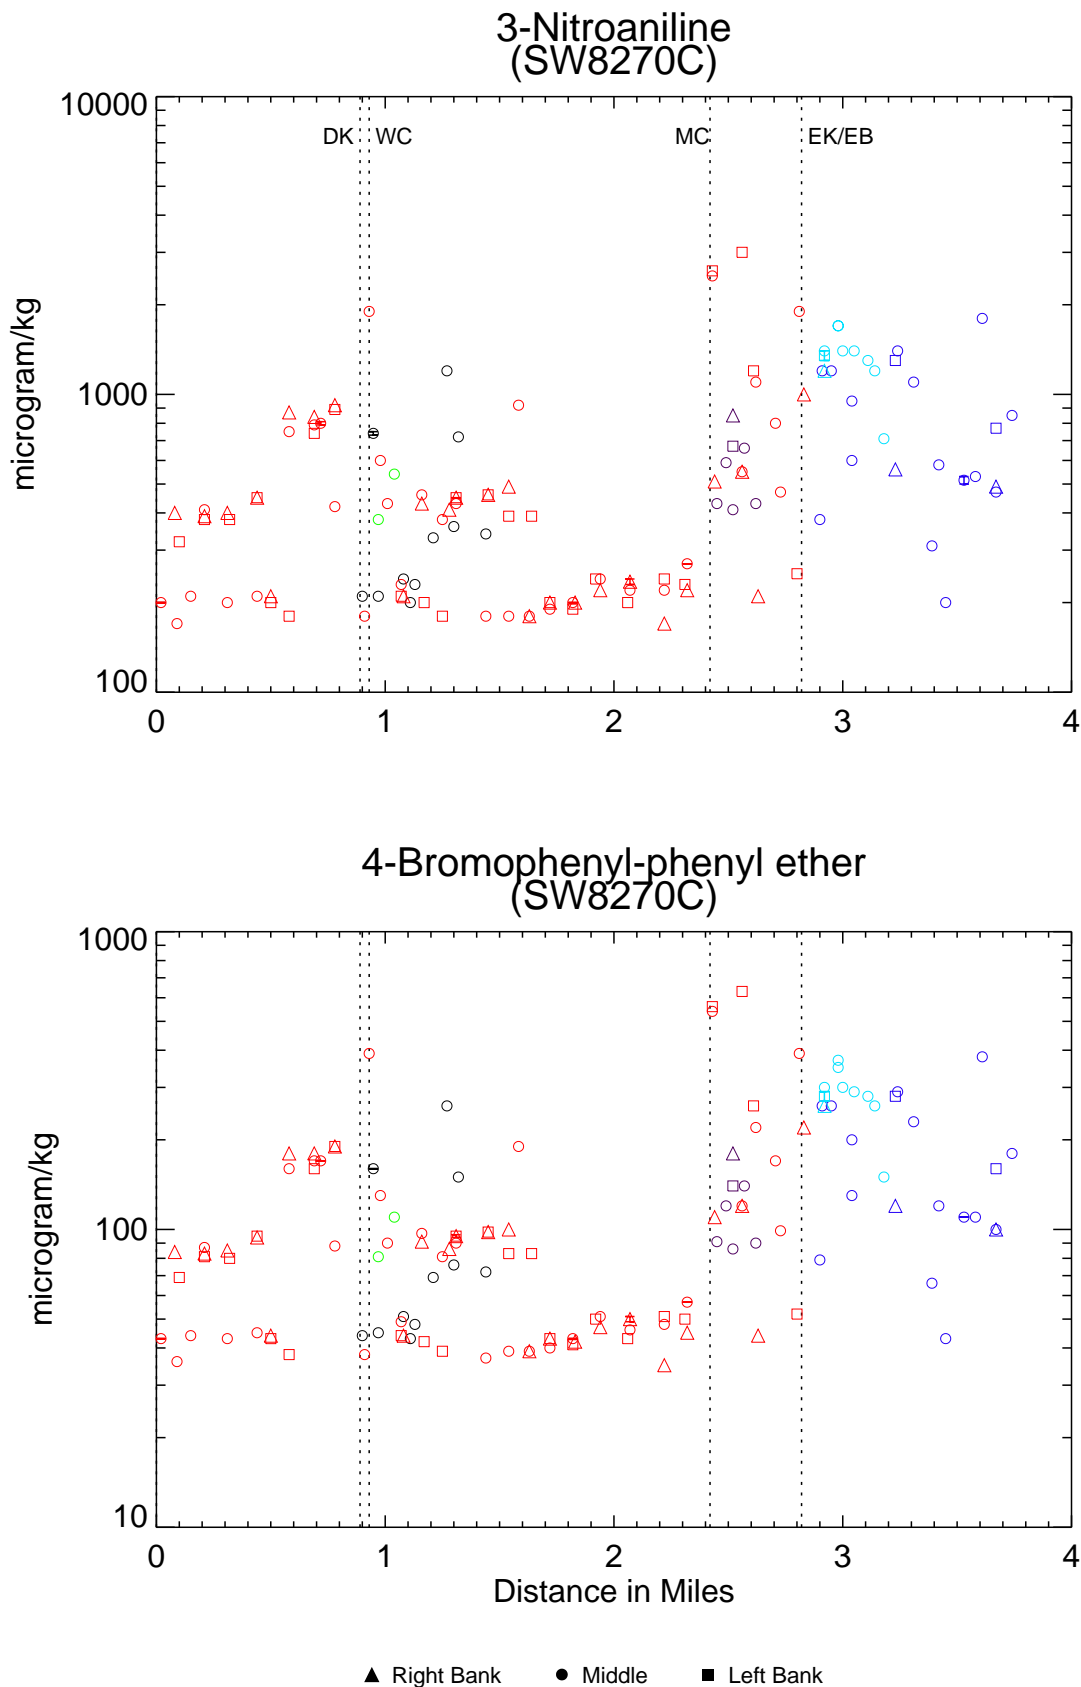 3-Nitroaniline
(SW8270C)
10000
DK WC MC EK/EB
1000
microgram/kg
100
0 1 2 3 4
4-Bromophenyl-phenyl ether
(SW8270C)
1000
100
microgram/kg
10
0 1 2 3 4
Distance in Miles
Right Bank Middle Left Bank